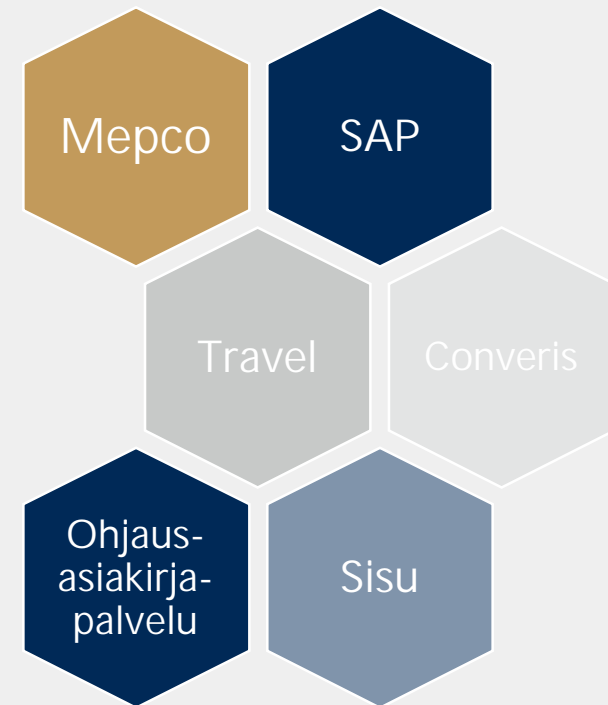 Mepco
SAP
Travel
Converis
Ohjaus-
asiakirja-
palvelu
Sisu